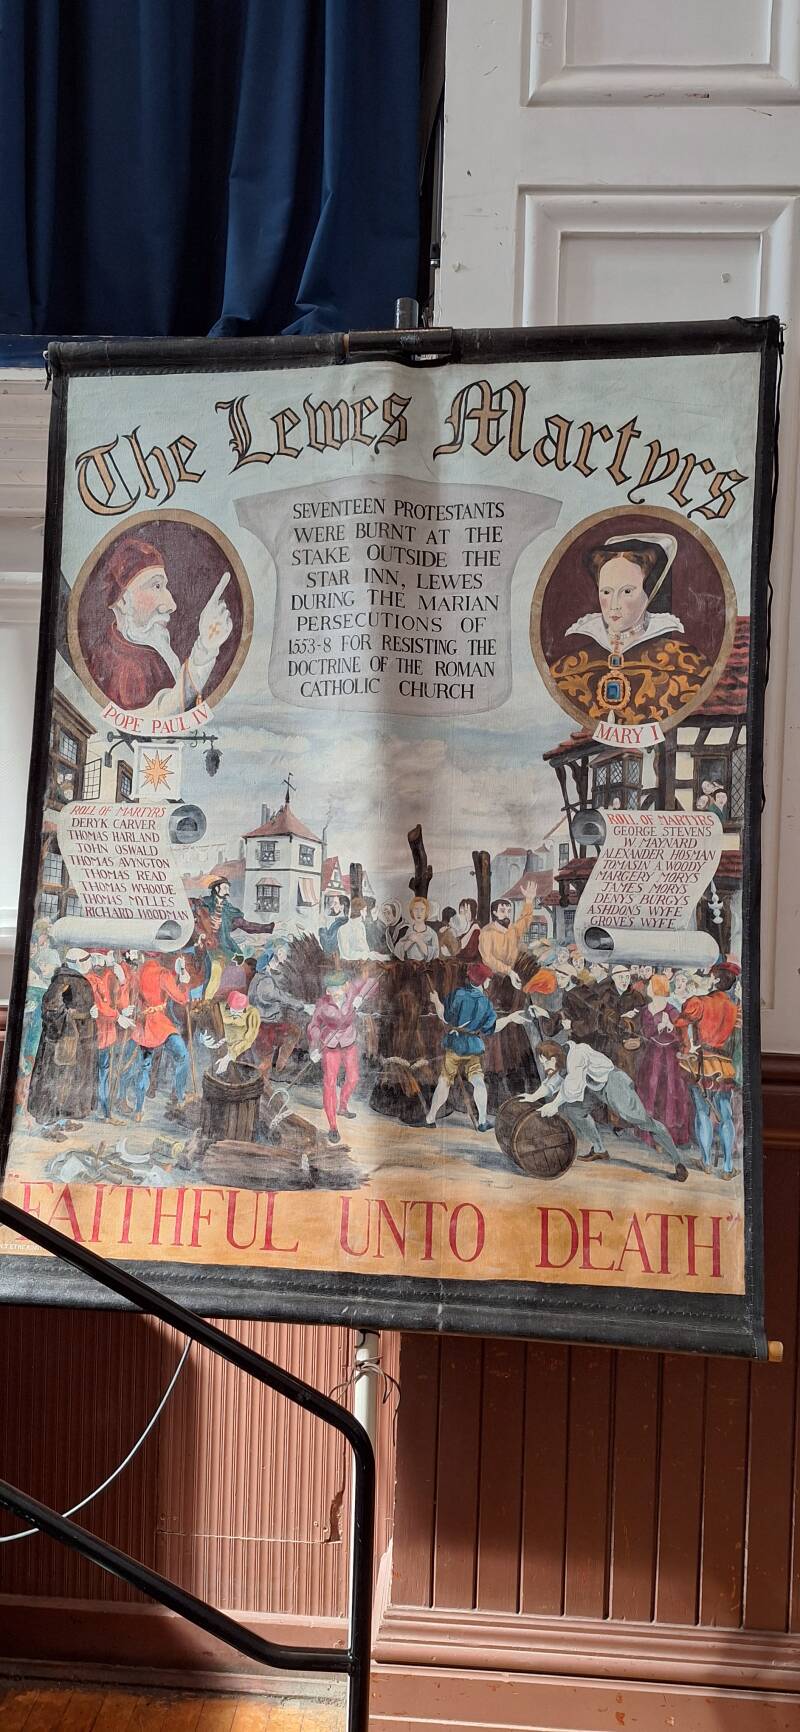 The Lewes Martyrs
SEVENTEEN PROTESTANTS
WERE BURNT AT THE
STAKE OUTSIDE THE
STAR INN, LEWES
DURING THE MARIAN
PERSECUTIONS OF
1553-8 FOR RESISTING THE
DOCTRINE OF THE ROMAN
CATHOLIC CHURCH
POPE PAUL IV
MARY I
ROLL OF MARTYRS
DERYK CARVER
THOMAS HARLAND
JOHN OSWALD
THOMAS AVYNGTON
THOMAS READ
THOMAS WHOODE
THOMAS MYLLES
RICHARD WOODMAN
ROLL OF MARTYRS
GEORGE STEVENS
W MAYNARD
ALEXANDER HOSMAN
TOMASIN A WOODY
MARGERY MORYS
JAMES MORYS
DENYS BURGYS
ASHDONS WYFE
GROVES WYFE
"FAITHFUL UNTO DEATH"